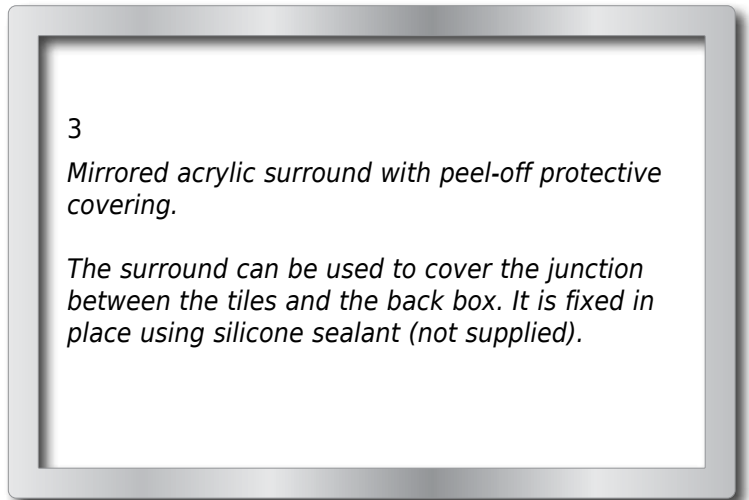 3
Mirrored acrylic surround with peel-off protective
covering.
The surround can be used to cover the junction
between the tiles and the back box. It is fixed in
place using silicone sealant (not supplied).